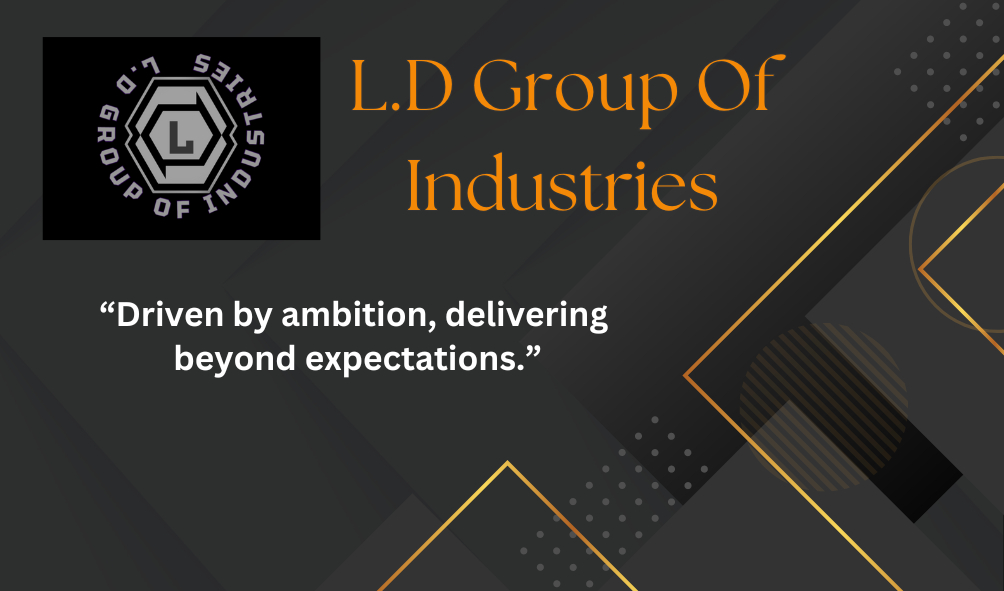 L.D GROUP OF INDUSTRIES
L
L.D Group Of
Industries
“Driven by ambition, delivering
beyond expectations.”